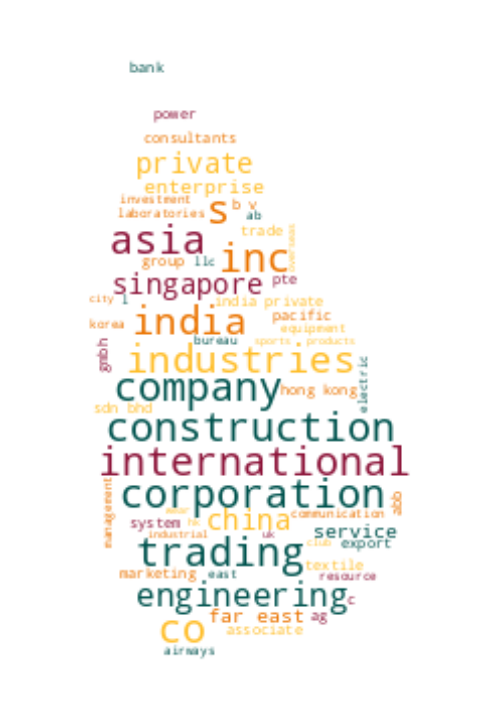 bank
power
consultants
private
enterprise
investment
laboratories s b v
ab
asia trade
overseas
group llc inc
singapore pte
city l india private
korea india pacific
equipment
bureau sports products
gmbh industries
company hong kong
electric
sdn bhd
construction
international
management
corporation abb
system china communication
hk
industrial uk service
trading club export
textile
marketing east resource
engineering c
far east ag
co associate
airways